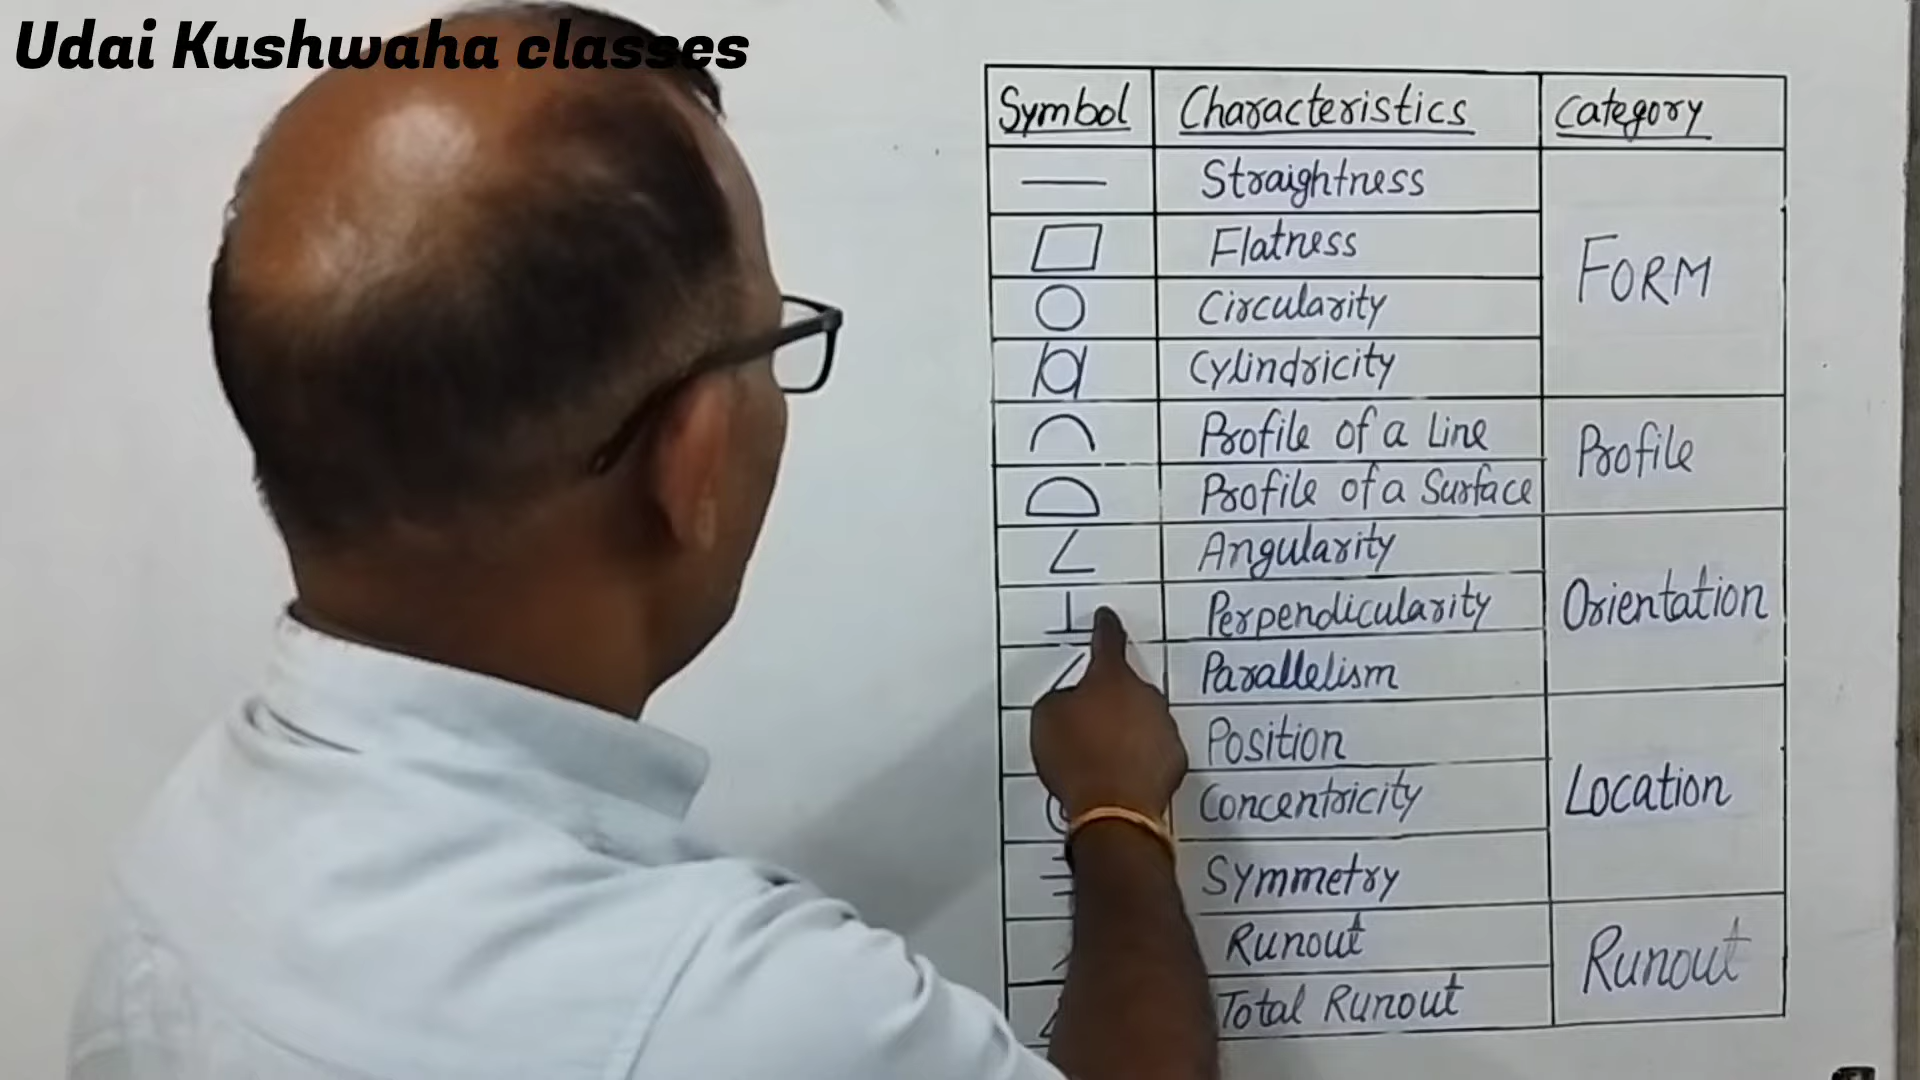 Udai Kushwaha classes
Symbol Characteristics Category
Straightness
Flatness
Circularity
Cylindricity
FORM
Profile of a Line
Profile of a Surface
Profile
Angularity
Perpendicularity
Parallelism
Orientation
Position
Concentricity
Symmetry
Location
Runout
Total Runout
Runout